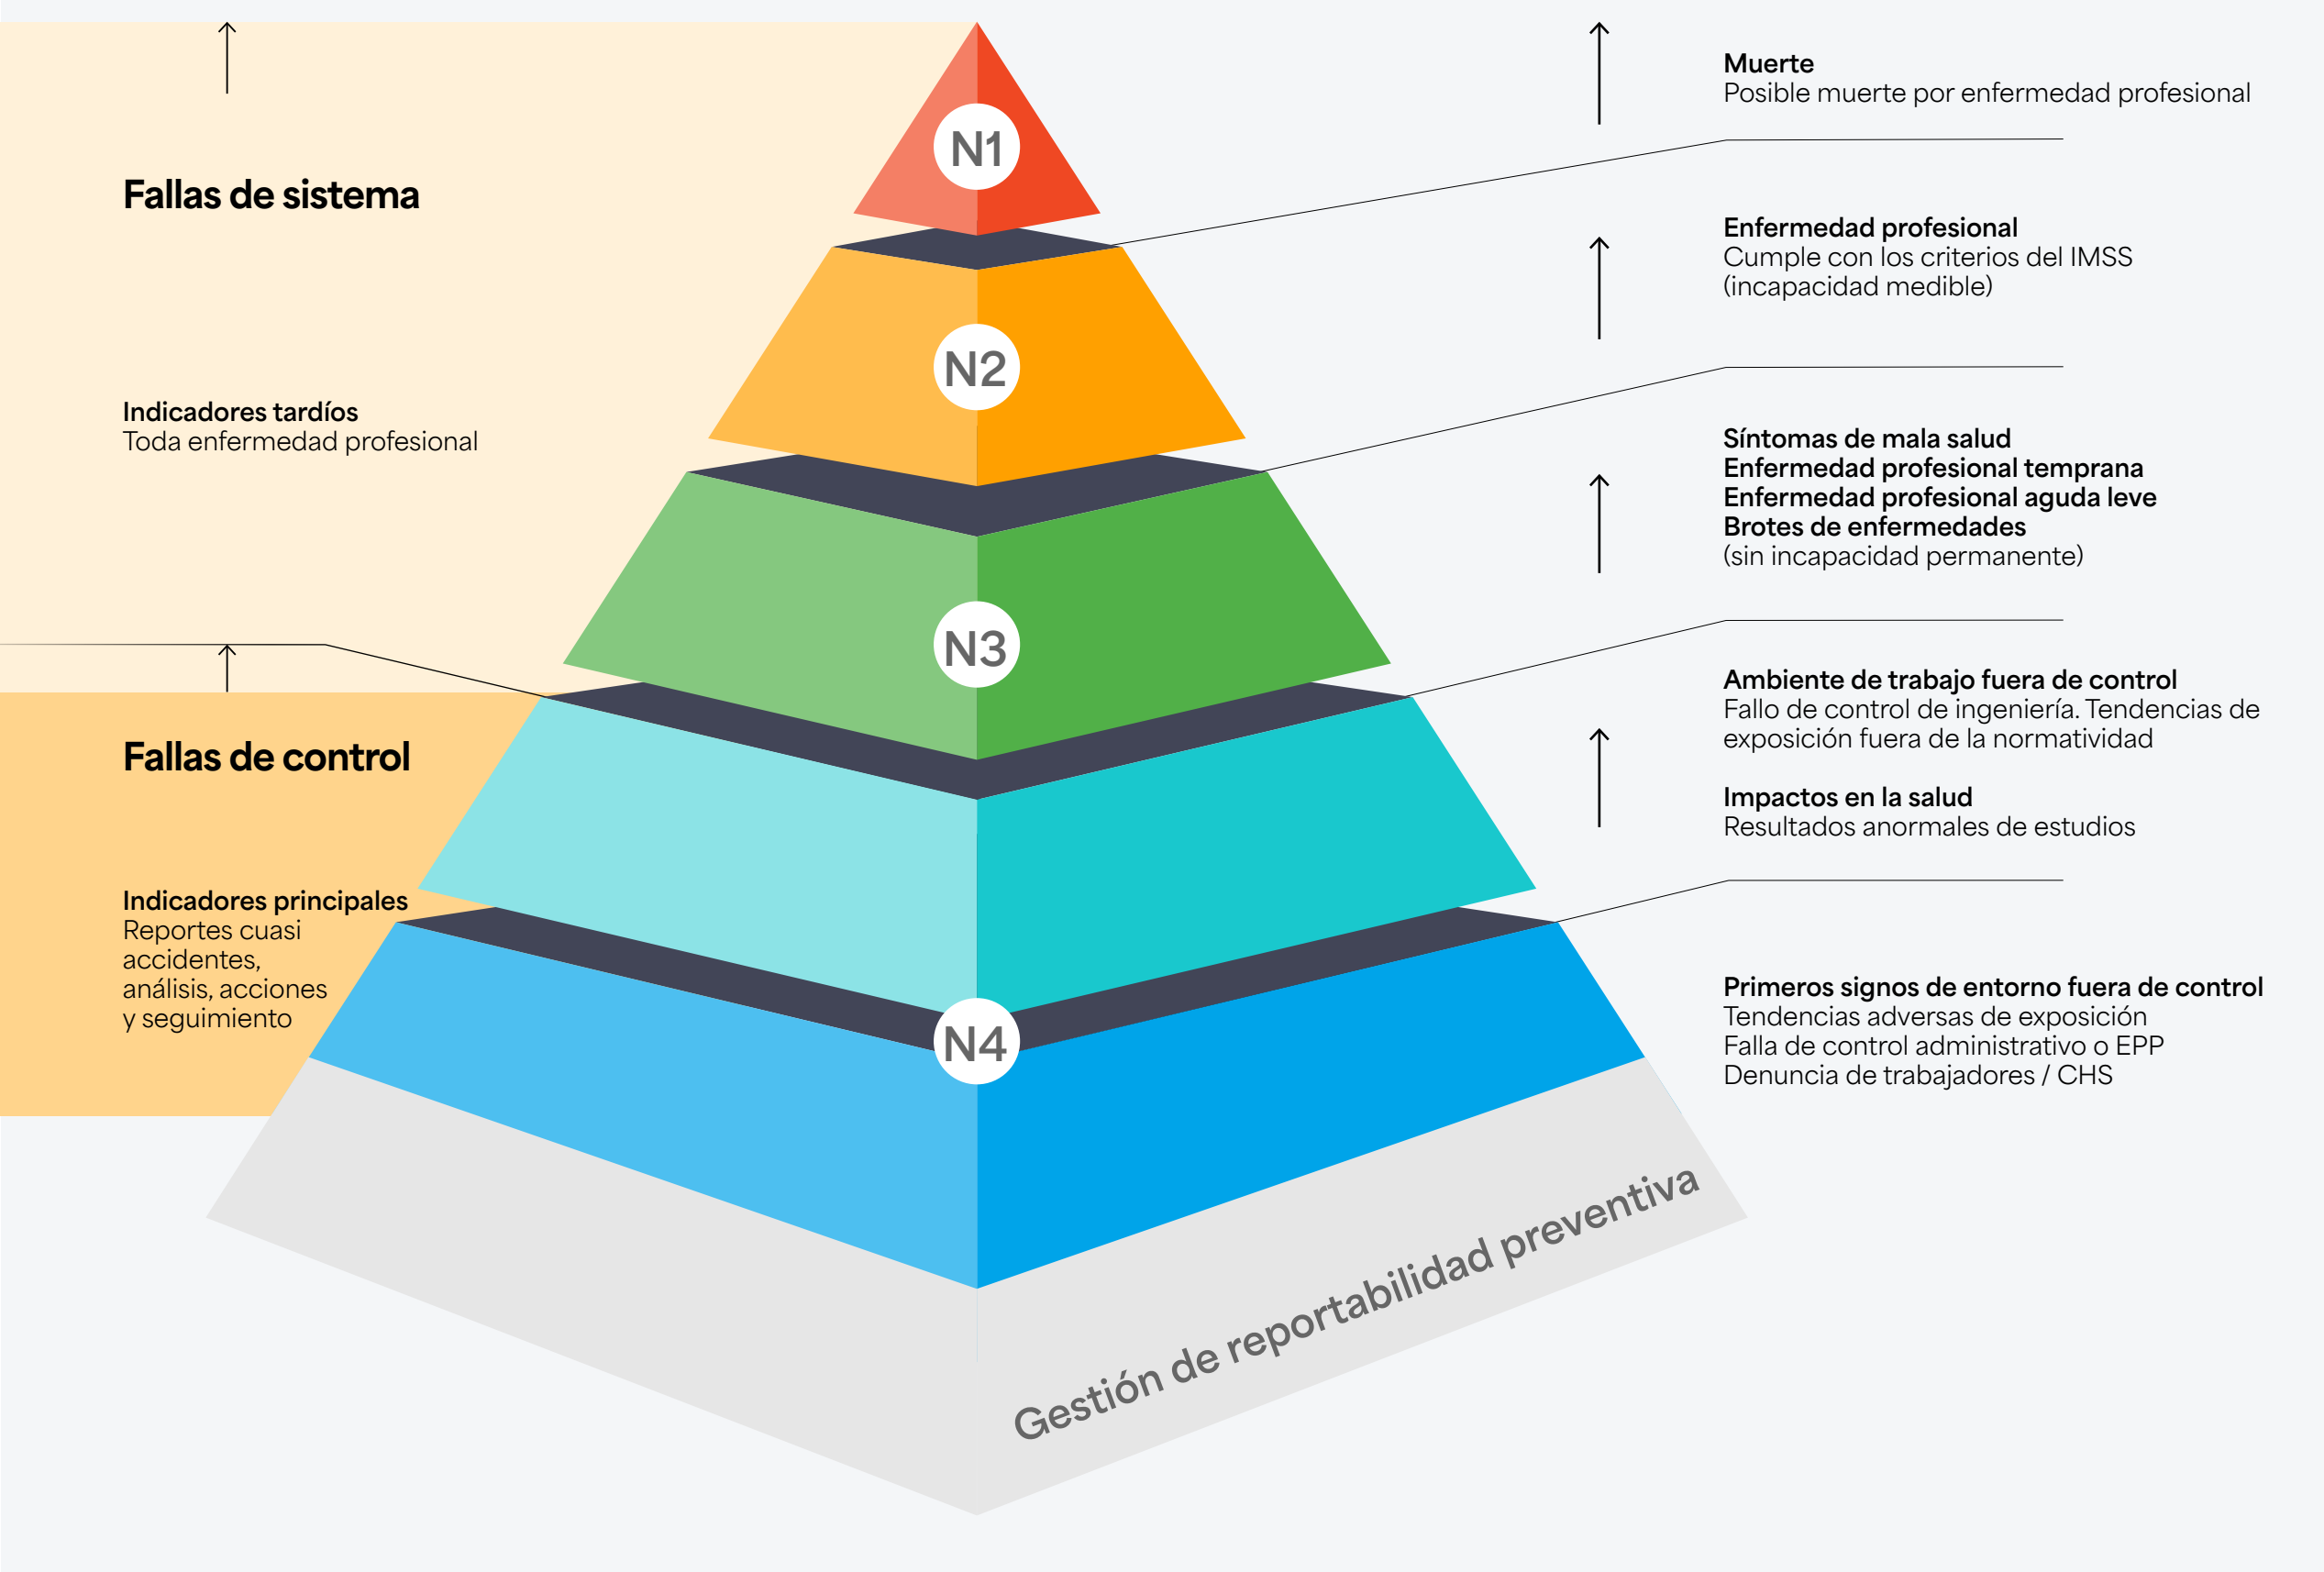 Fallas de sistema
Indicadores tardíos
Toda enfermedad profesional
Fallas de control
Indicadores principales
Reportes cuasi
accidentes,
análisis, acciones
y seguimiento
N1
N2
N3
N4
Gestión de reportabilidad preventiva
Muerte
Posible muerte por enfermedad profesional
Enfermedad profesional
Cumple con los criterios del IMSS
(incapacidad medible)
Síntomas de mala salud
Enfermedad profesional temprana
Enfermedad profesional aguda leve
Brotes de enfermedades
(sin incapacidad permanente)
Ambiente de trabajo fuera de control
Fallo de control de ingeniería. Tendencias de
exposición fuera de la normatividad
Impactos en la salud
Resultados anormales de estudios
Primeros signos de entorno fuera de control
Tendencias adversas de exposición
Falla de control administrativo o EPP
Denuncia de trabajadores / CHS